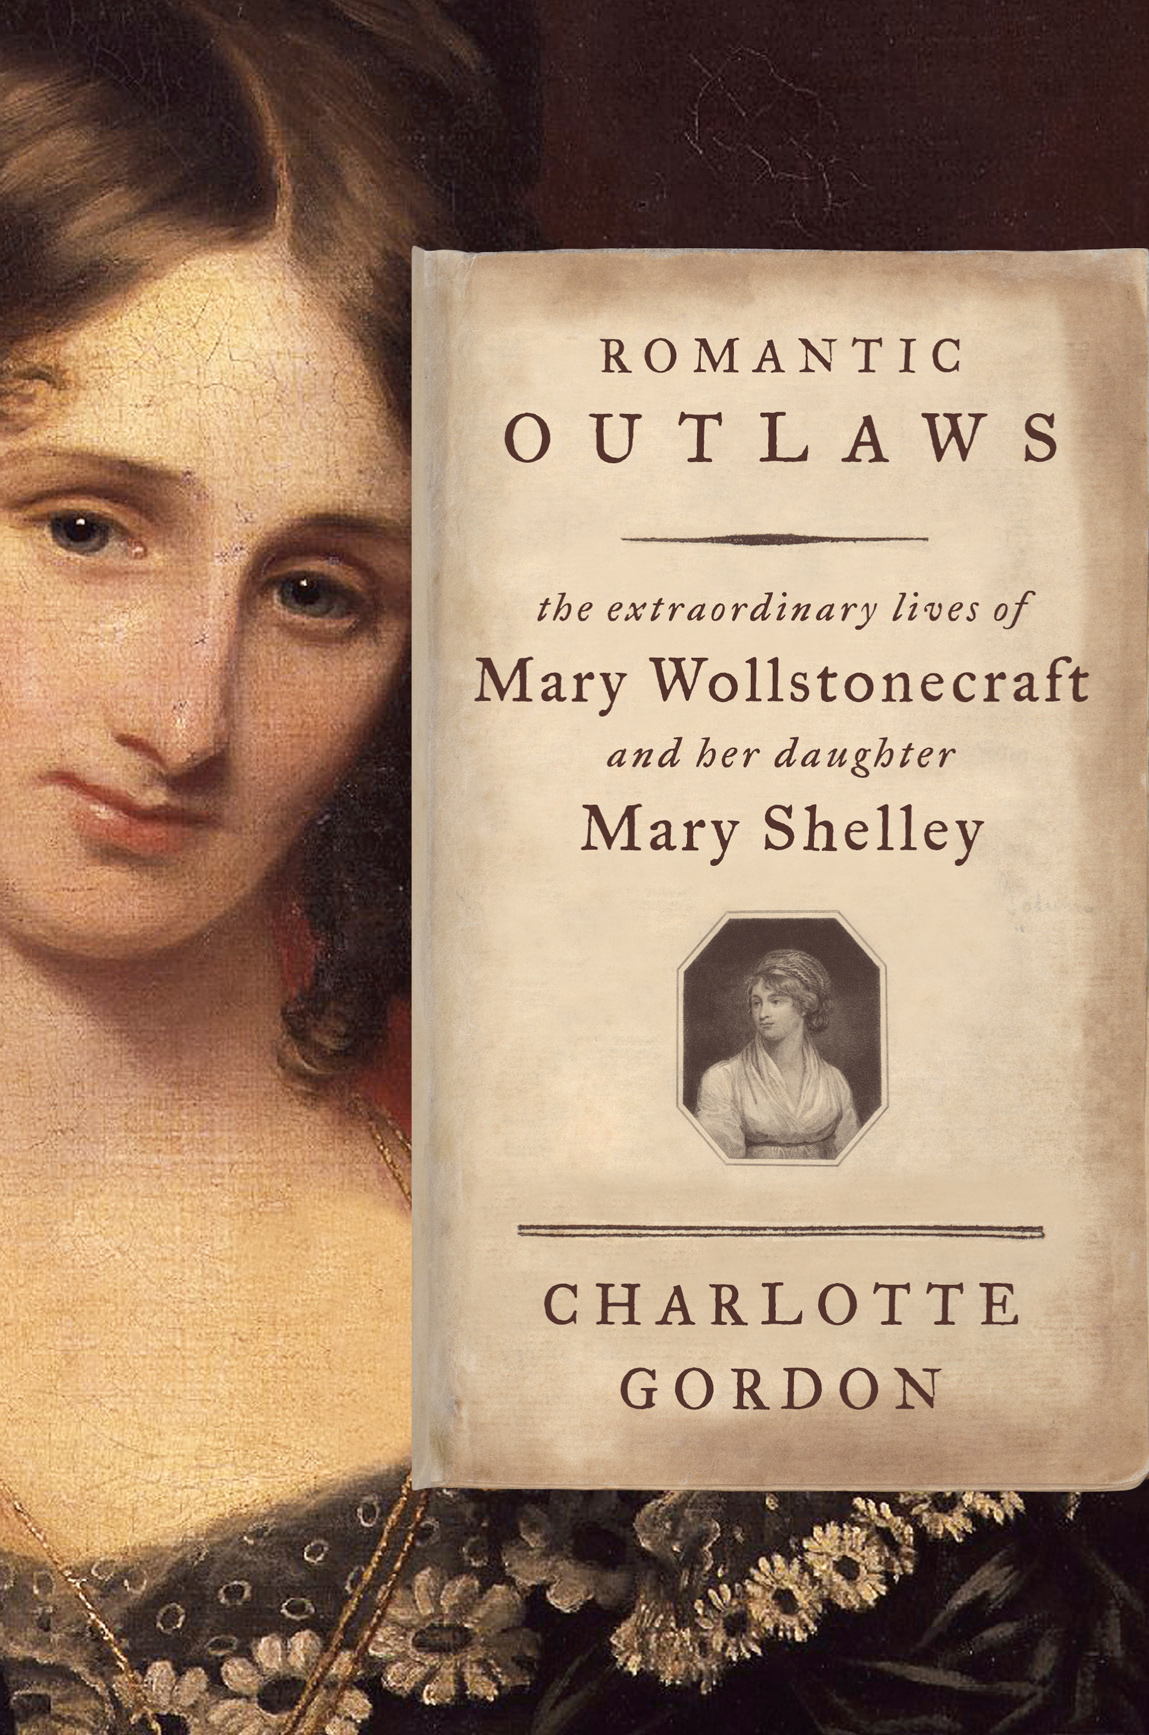 ROMANTIC
OUTLAWS
the extraordinary lives of
Mary Wollstonecraft
and her daughter
Mary Shelley
CHARLOTTE
GORDON